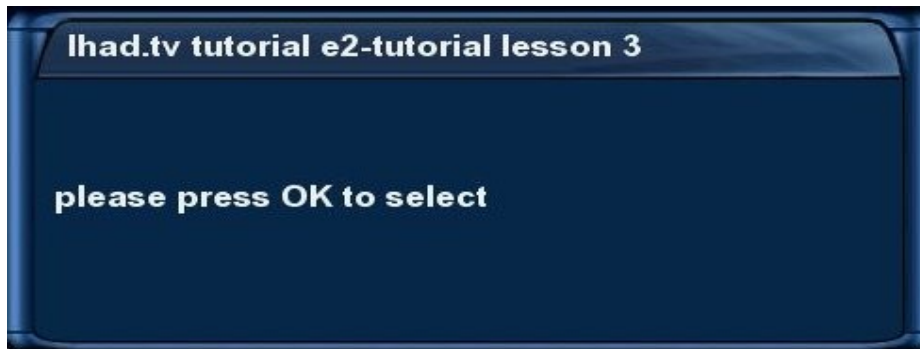 lhad.tv tutorial e2-tutorial lesson 3
please press OK to select